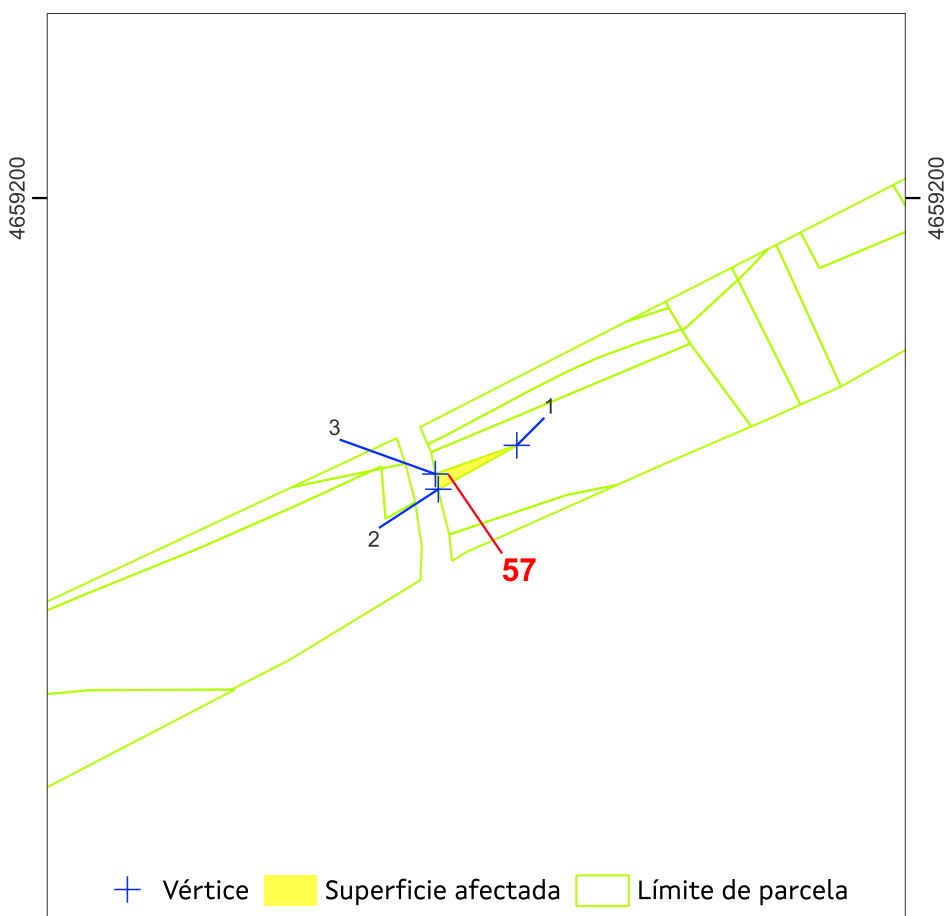 4659200
4659200
1
3
2
57
Vértice
Superficie afectada
Límite de parcela